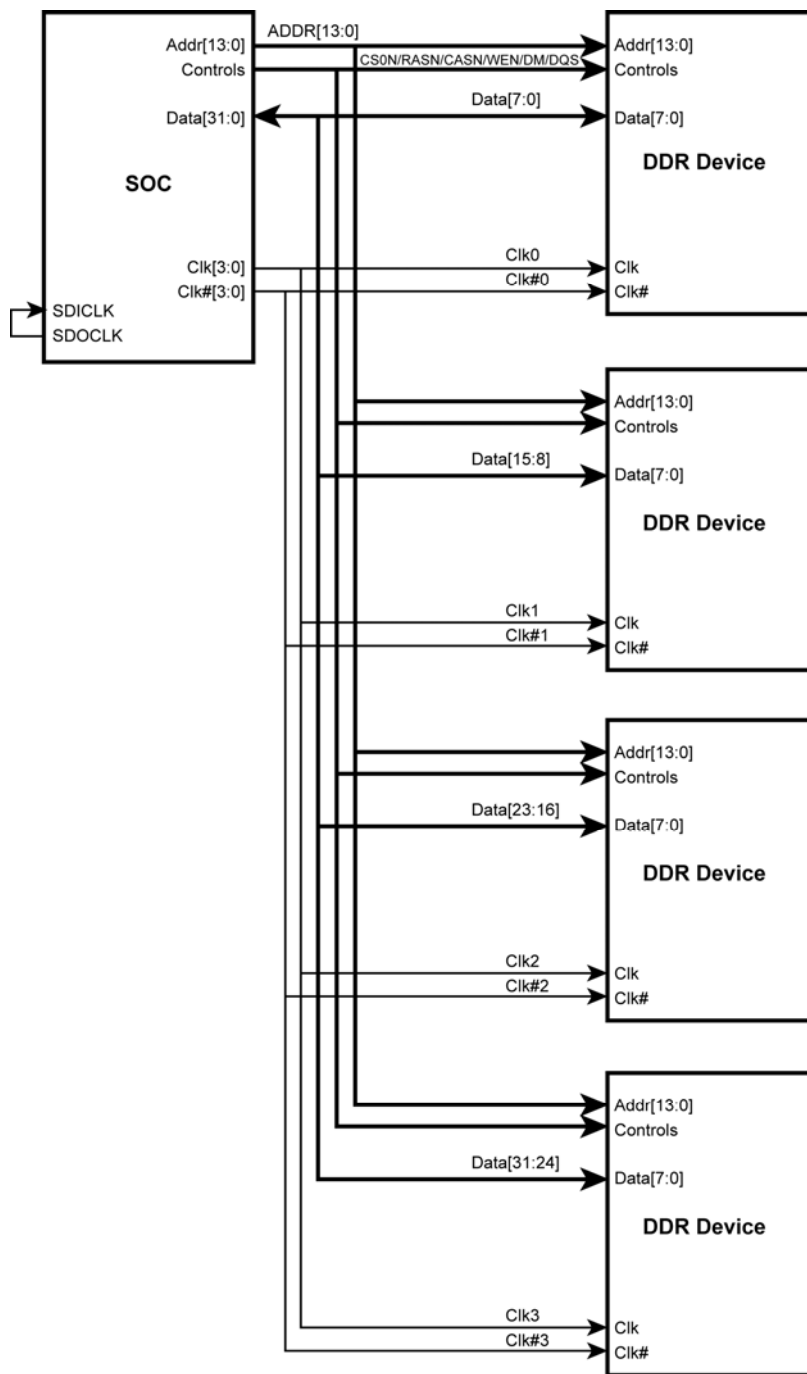 ADDR[13:0]
Addr[13:0]
Addr[13:0]
CS0N/RASN/CASN/WEN/DM/DQS
Controls
Controls
Data[7:0]
Data[31:0]
Data[7:0]
DDR Device
SOC
Clk0
Clk[3:0]
Clk
Clk#0
Clk#[3:0]
Clk#
SDICLK
SDOCLK
Addr[13:0]
Controls
Data[15:8]
Data[7:0]
DDR Device
Clk1
Clk
Clk#1
Clk#
Addr[13:0]
Controls
Data[23:16]
Data[7:0]
DDR Device
Clk2
Clk
Clk#2
Clk#
Addr[13:0]
Controls
Data[31:24]
Data[7:0]
DDR Device
Clk3
Clk
Clk#3
Clk#